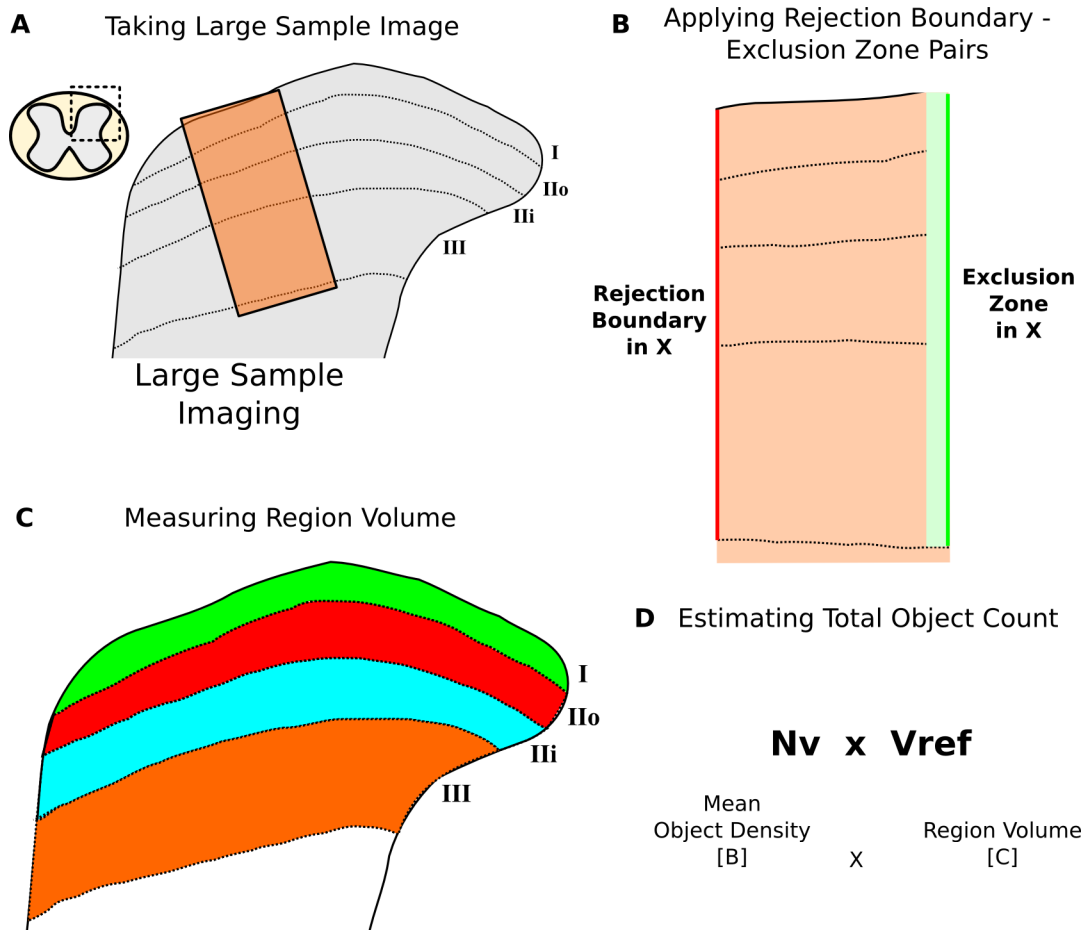 A
Taking Large Sample Image
I
IIo
IIi
III
Large Sample
Imaging
B
Applying Rejection Boundary -
Exclusion Zone Pairs
Rejection
Boundary
in X
Exclusion
Zone
in X
C
Measuring Region Volume
I
IIo
IIi
III
D
Estimating Total Object Count
Nv x Vref
Mean
Object Density
[B]
X
Region Volume
[C]